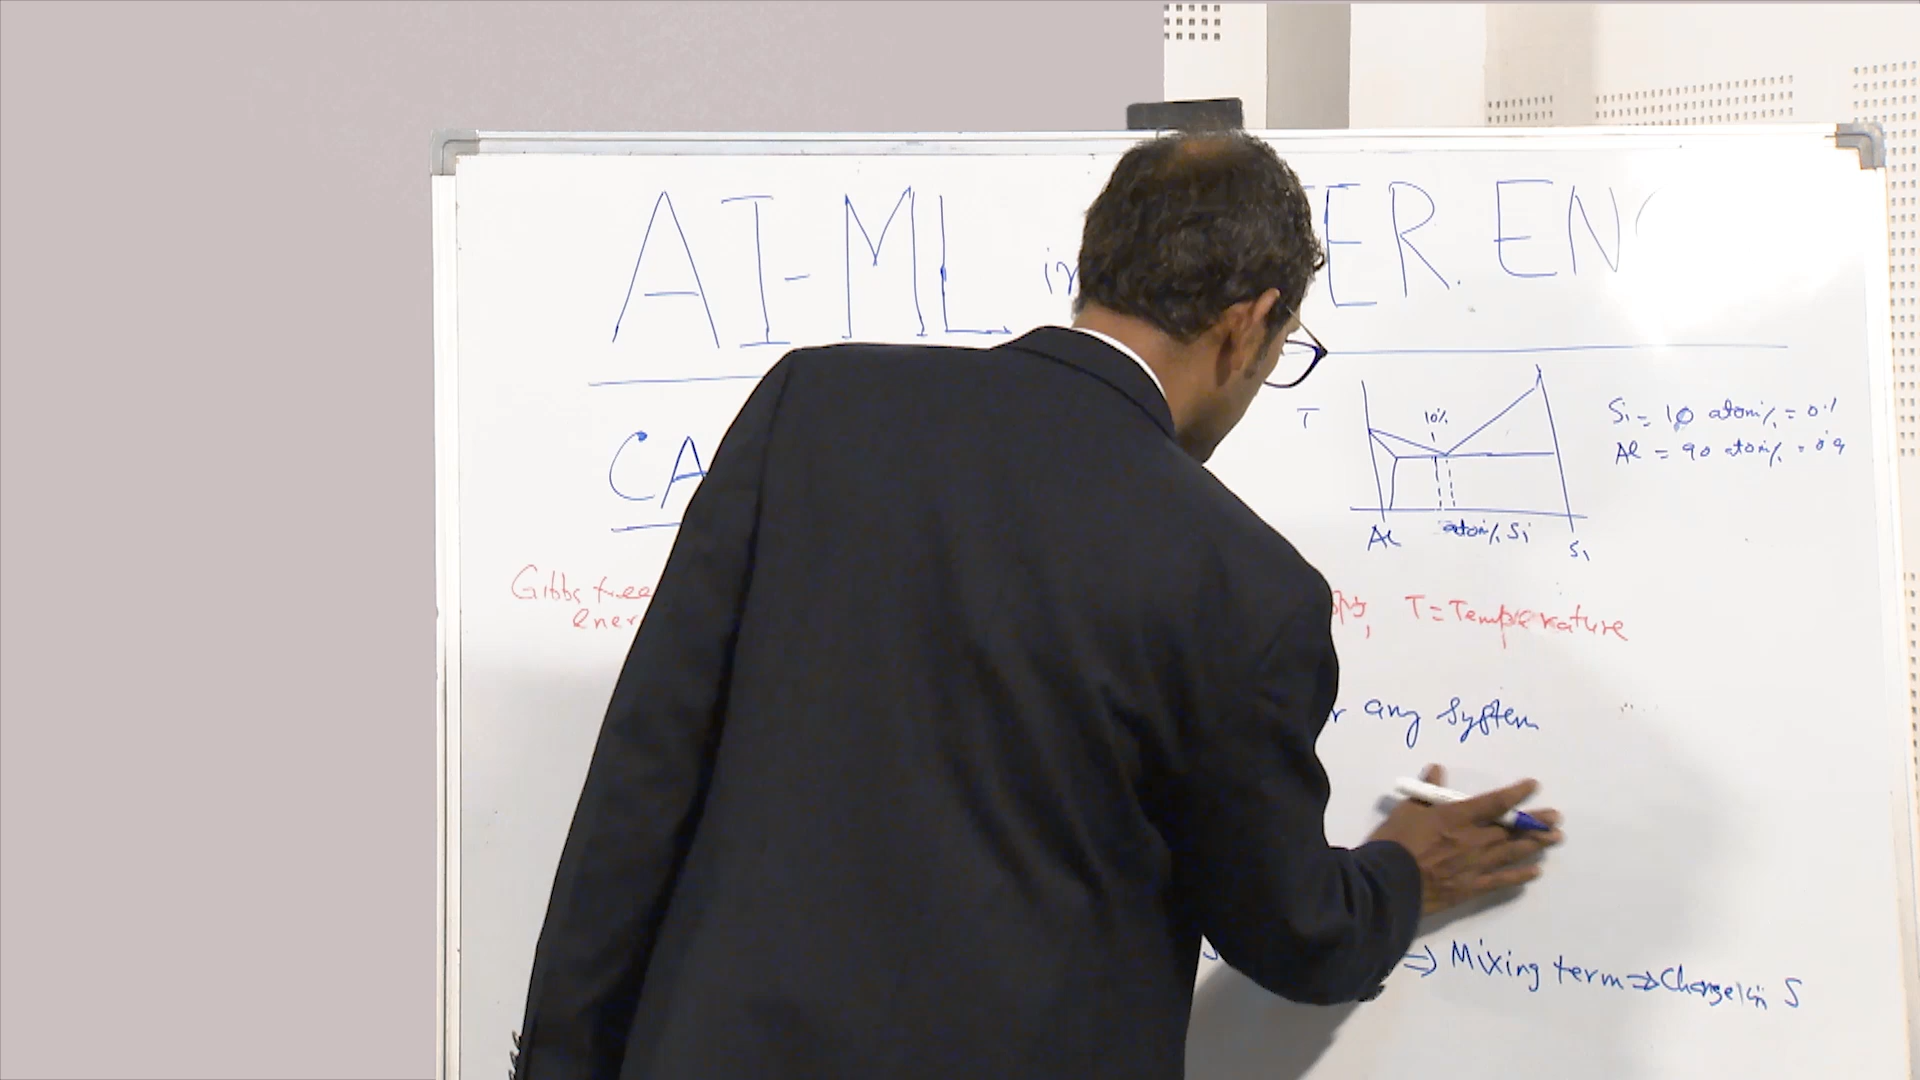 AI-ML in ER. EN
CA
T
10%
Si = 10 atom% = 0.1
Al = 90 atom% = 0.9
Al
atom% Si
Si
Gibbs free
ener
T = Temperature
any system
⇒ Mixing term ⇒ Change in S